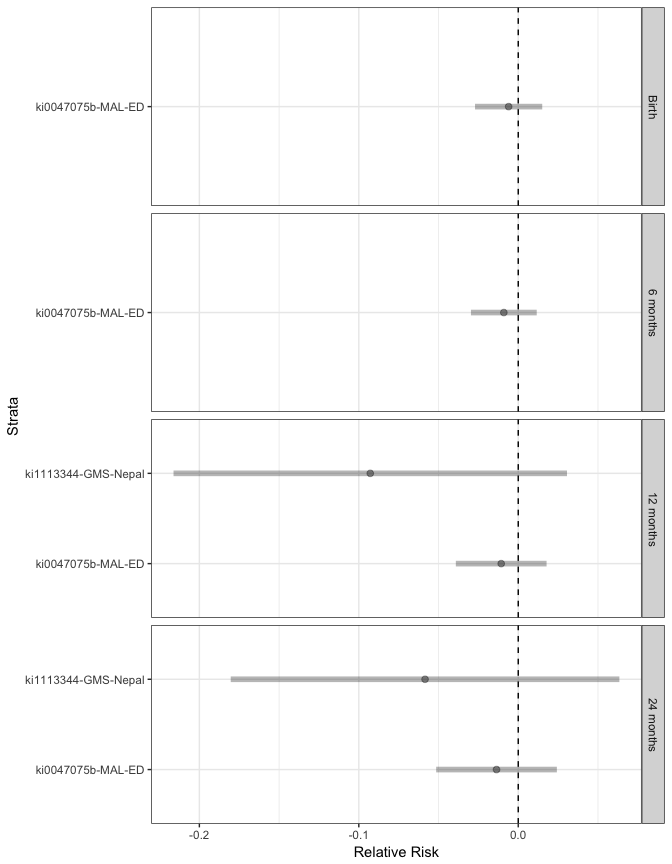 Strata
ki0047075b-MAL-ED
Birth
ki0047075b-MAL-ED
6 months
ki1113344-GMS-Nepal
ki0047075b-MAL-ED
12 months
ki1113344-GMS-Nepal
ki0047075b-MAL-ED
24 months
-0.2 -0.1 0.0
Relative Risk